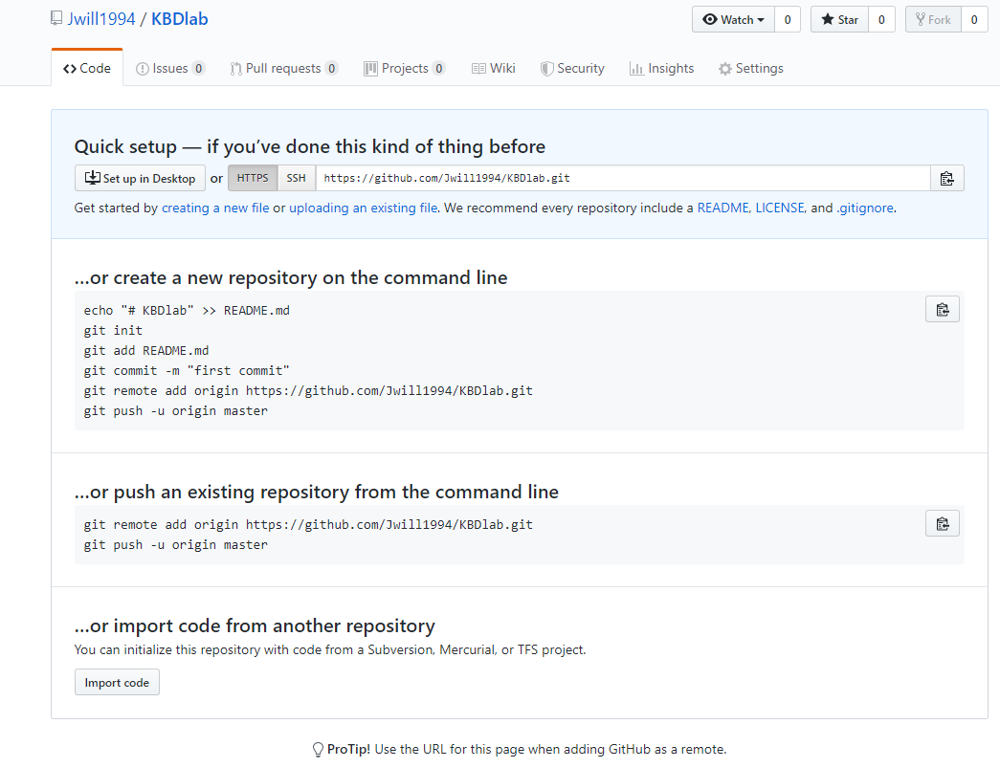 Jwill1994 / KBDlab
Watch 0 Star 0 Fork 0
Code Issues 0 Pull requests 0 Projects 0 Wiki Security Insights Settings
Quick setup — if you’ve done this kind of thing before
Set up in Desktop or HTTPS SSH https://github.com/Jwill1994/KBDlab.git
Get started by creating a new file or uploading an existing file. We recommend every repository include a README, LICENSE, and .gitignore.
…or create a new repository on the command line
echo "# KBDlab" >> README.md
git init
git add README.md
git commit -m "first commit"
git remote add origin https://github.com/Jwill1994/KBDlab.git
git push -u origin master
…or push an existing repository from the command line
git remote add origin https://github.com/Jwill1994/KBDlab.git
git push -u origin master
…or import code from another repository
You can initialize this repository with code from a Subversion, Mercurial, or TFS project.
Import code
ProTip! Use the URL for this page when adding GitHub as a remote.